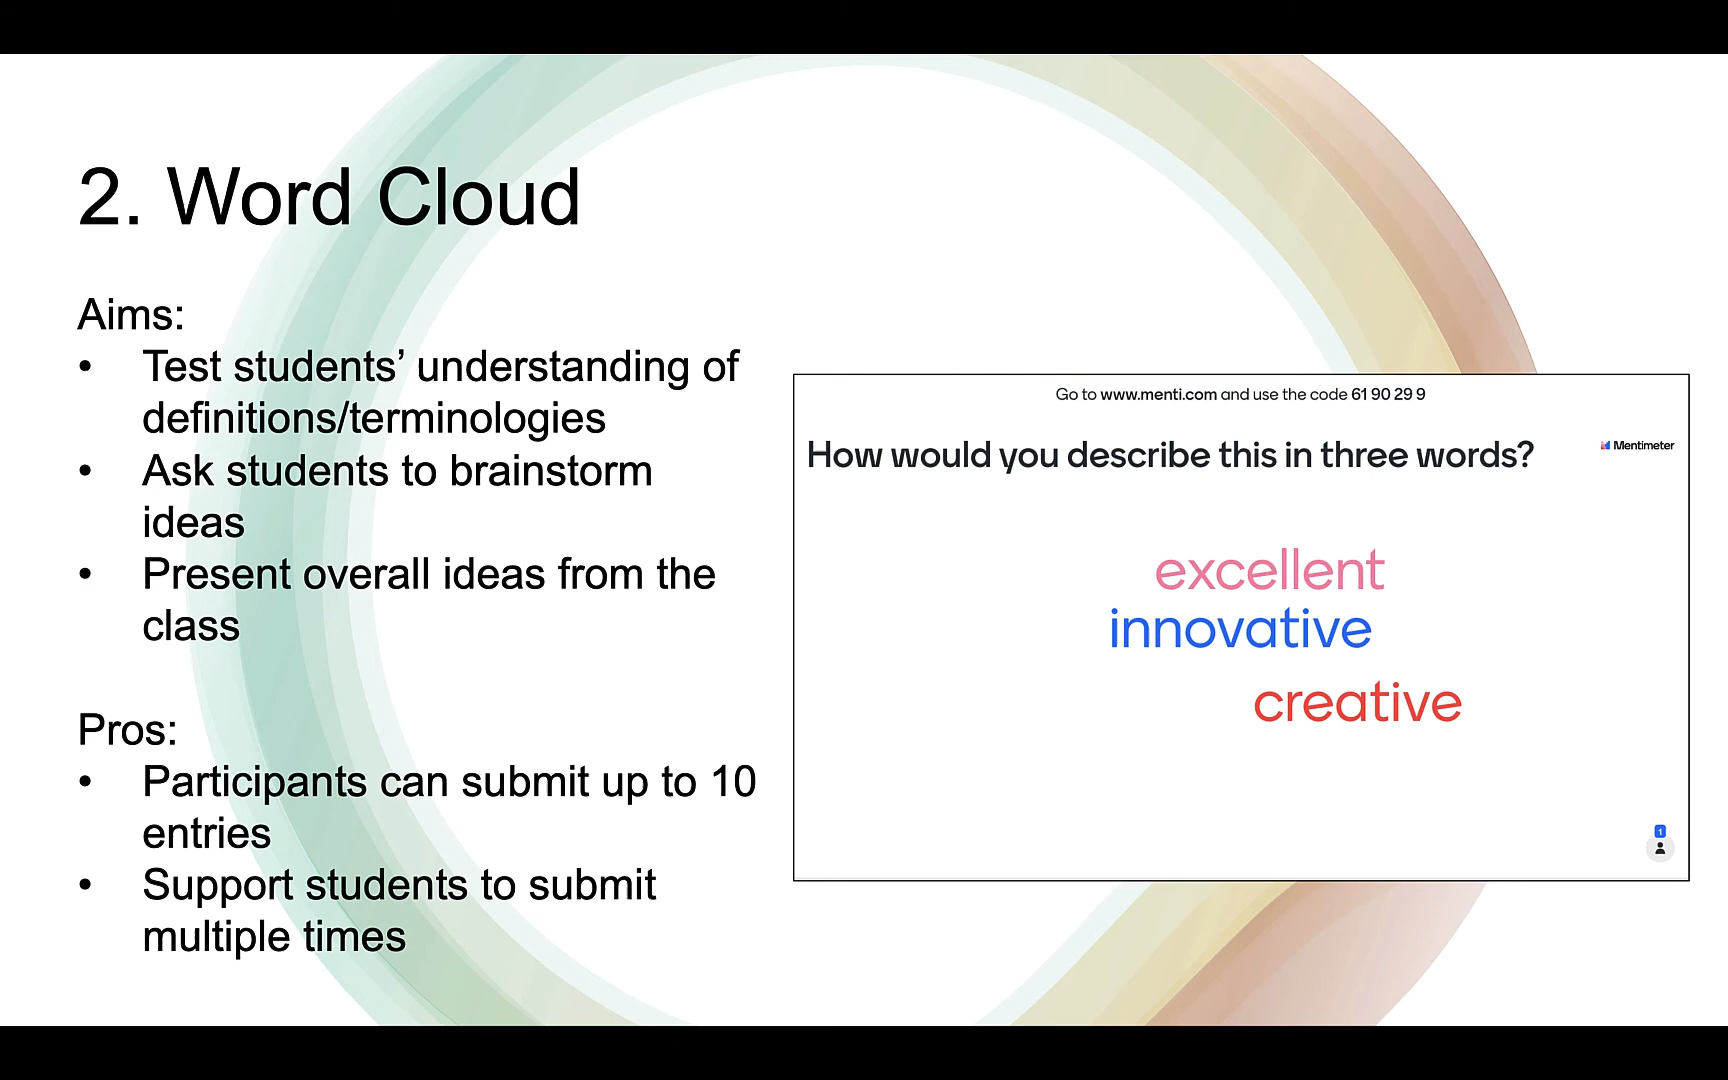 2. Word Cloud
Aims:
• Test students’ understanding of
definitions/terminologies
• Ask students to brainstorm
ideas
• Present overall ideas from the
class
Pros:
• Participants can submit up to 10
entries
• Support students to submit
multiple times
Go to www.menti.com and use the code 61 90 29 9
How would you describe this in three words?
Mentimeter
excellent
innovative
creative
1